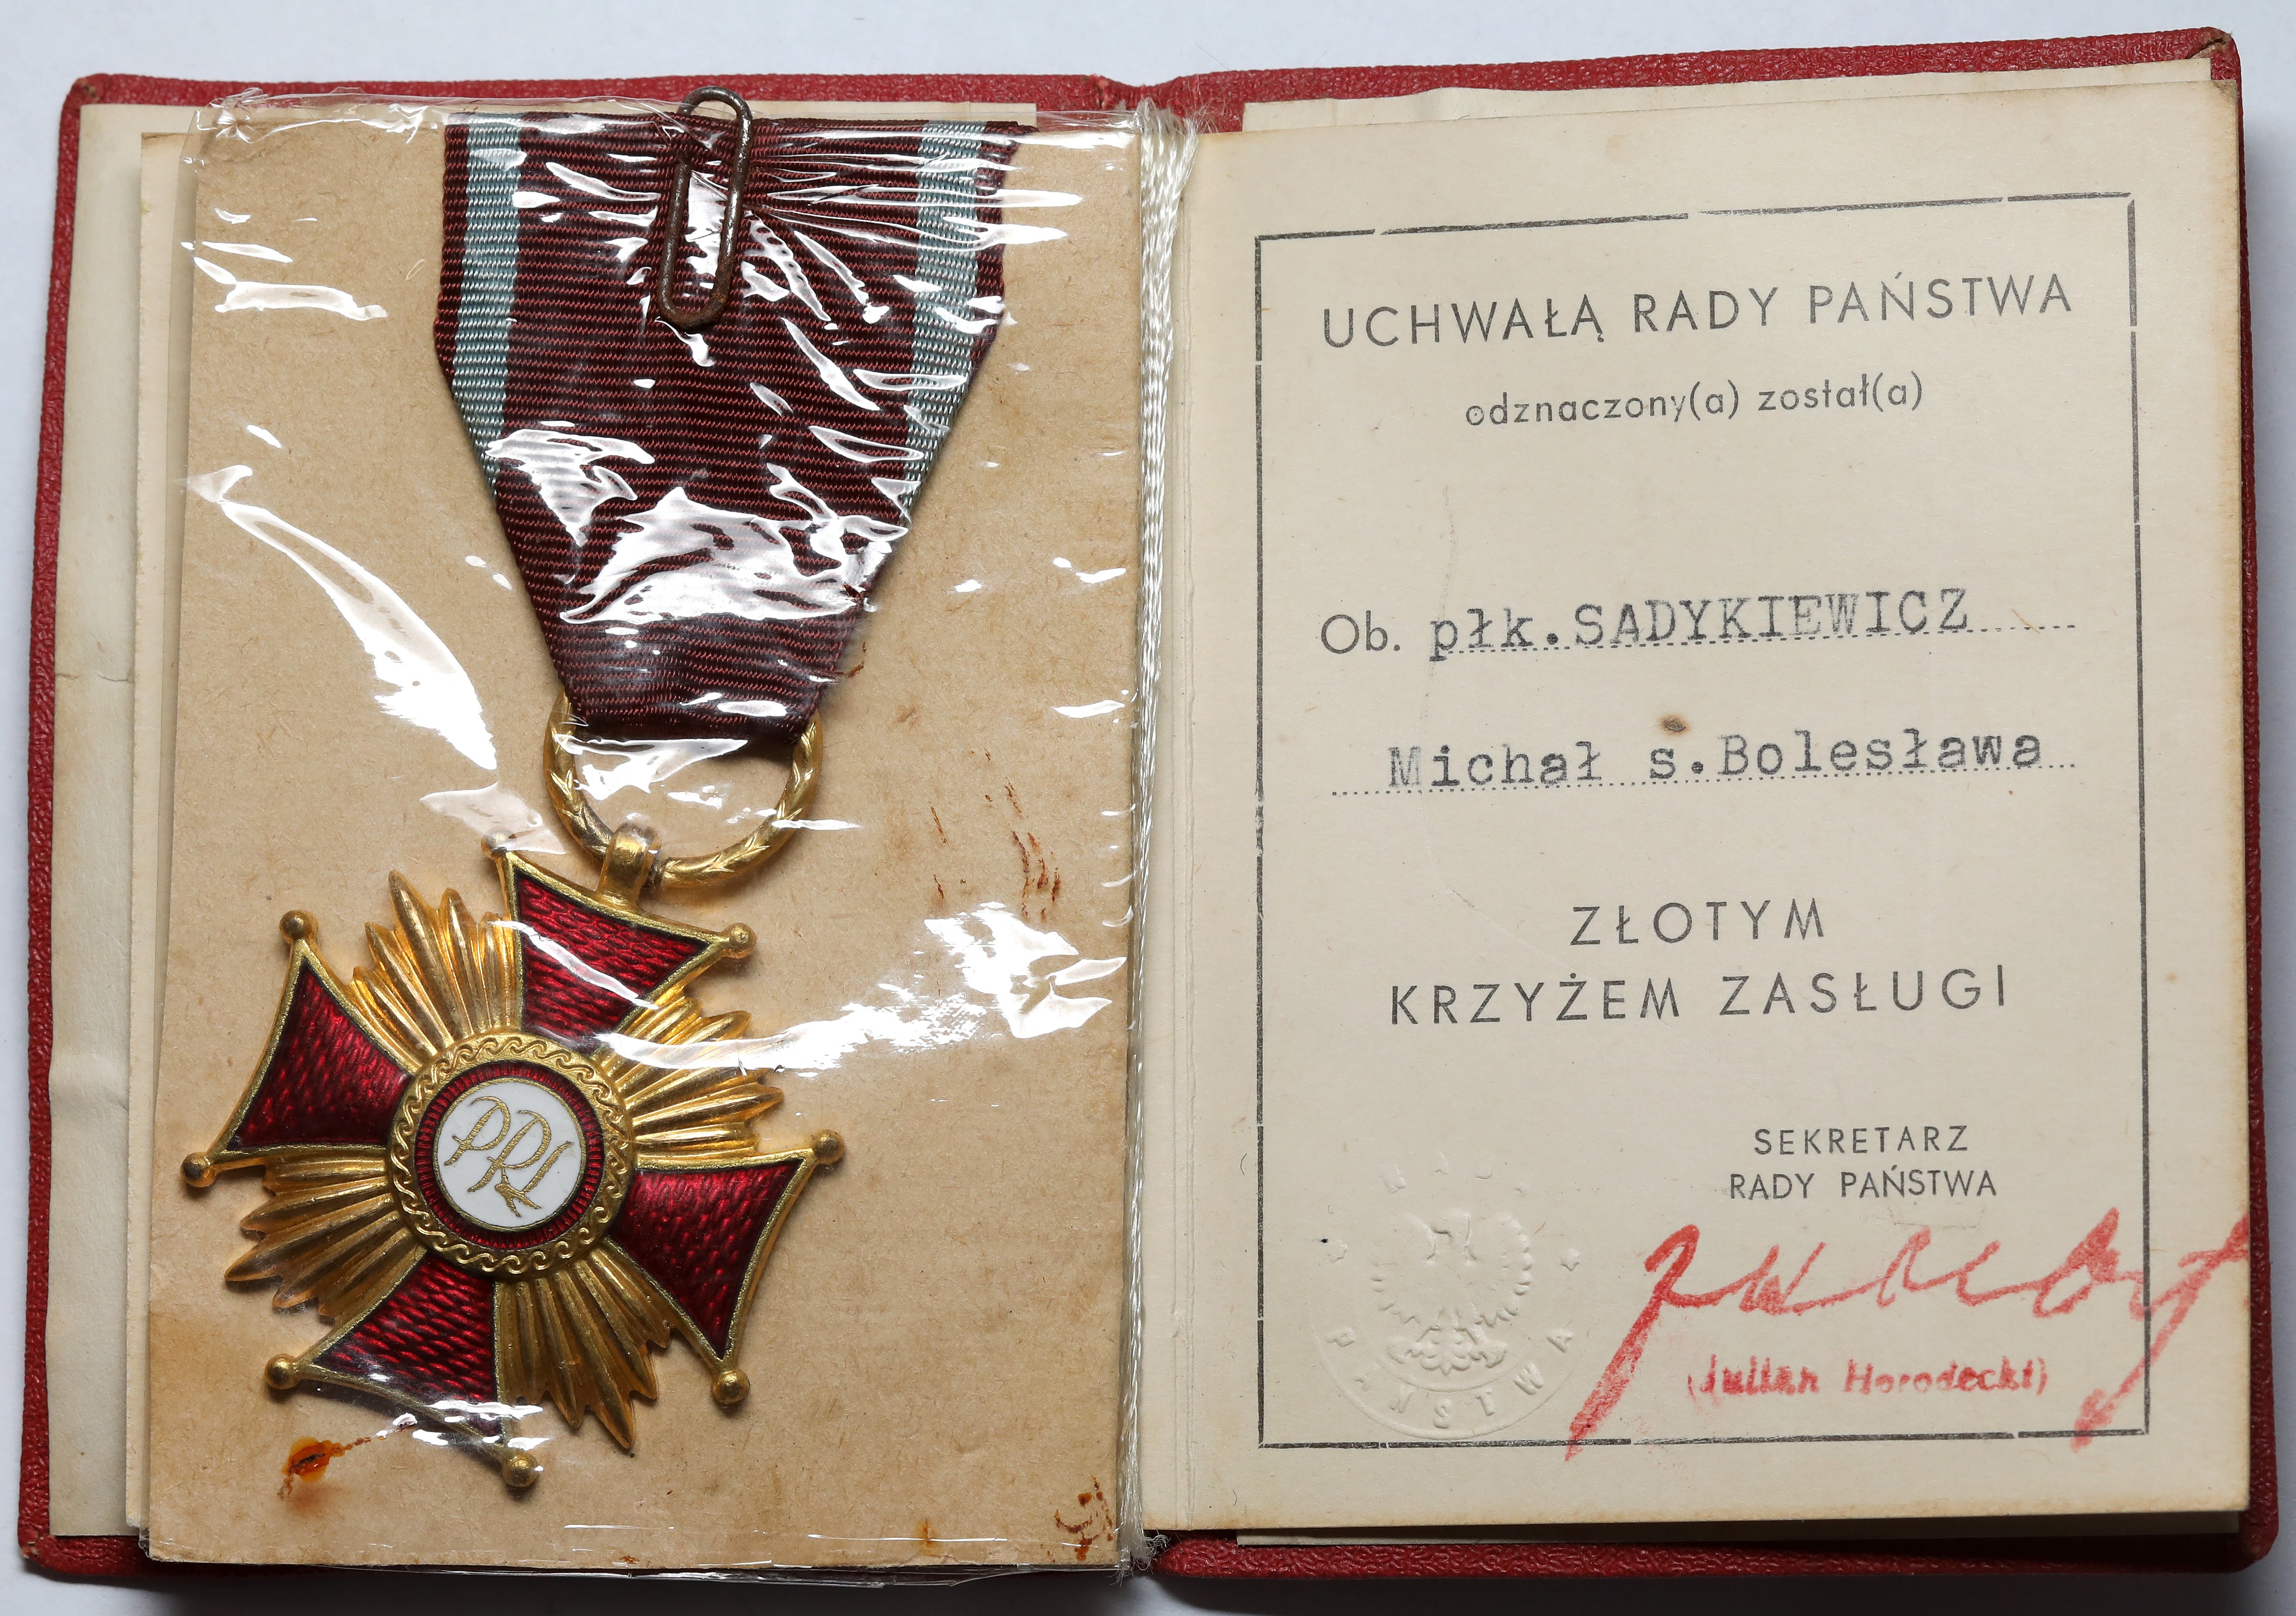 PRL
UCHWAŁĄ RADY PAŃSTWA
odznaczony(a) został(a)
Ob. płk.SADYKIEWICZ
Michał s.Bolesława
ZŁOTYM
KRZYŻEM ZASŁUGI
SEKRETARZ
RADY PAŃSTWA
(Julian Horodecki)